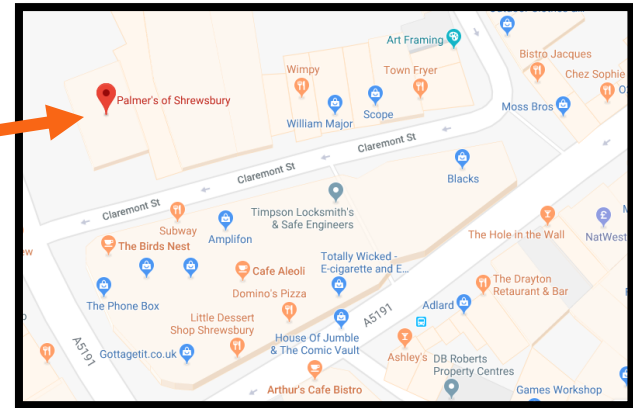 Art Framing
Bistro Jacques
Wimpy
Town Fryer
Chez Sophie
Palmer's of Shrewsbury
William Major
Scope
Moss Bros
Claremont St
Claremont St
Blacks
Claremont St
Subway
Timpson Locksmith's
& Safe Engineers
The Birds Nest
Amplifon
The Hole in the Wall
NatWest
Totally Wicked -
E-cigarette and E...
Cafe Aleoli
The Drayton
Retaurant & Bar
The Phone Box
Domino's Pizza
Adlard
A5191
Little Dessert
Shop Shrewsbury
House Of Jumble
& The Comic Vault
A5191
Gottagetit.co.uk
Ashley's
DB Roberts
Property Centres
Arthur's Cafe Bistro
Games Workshop